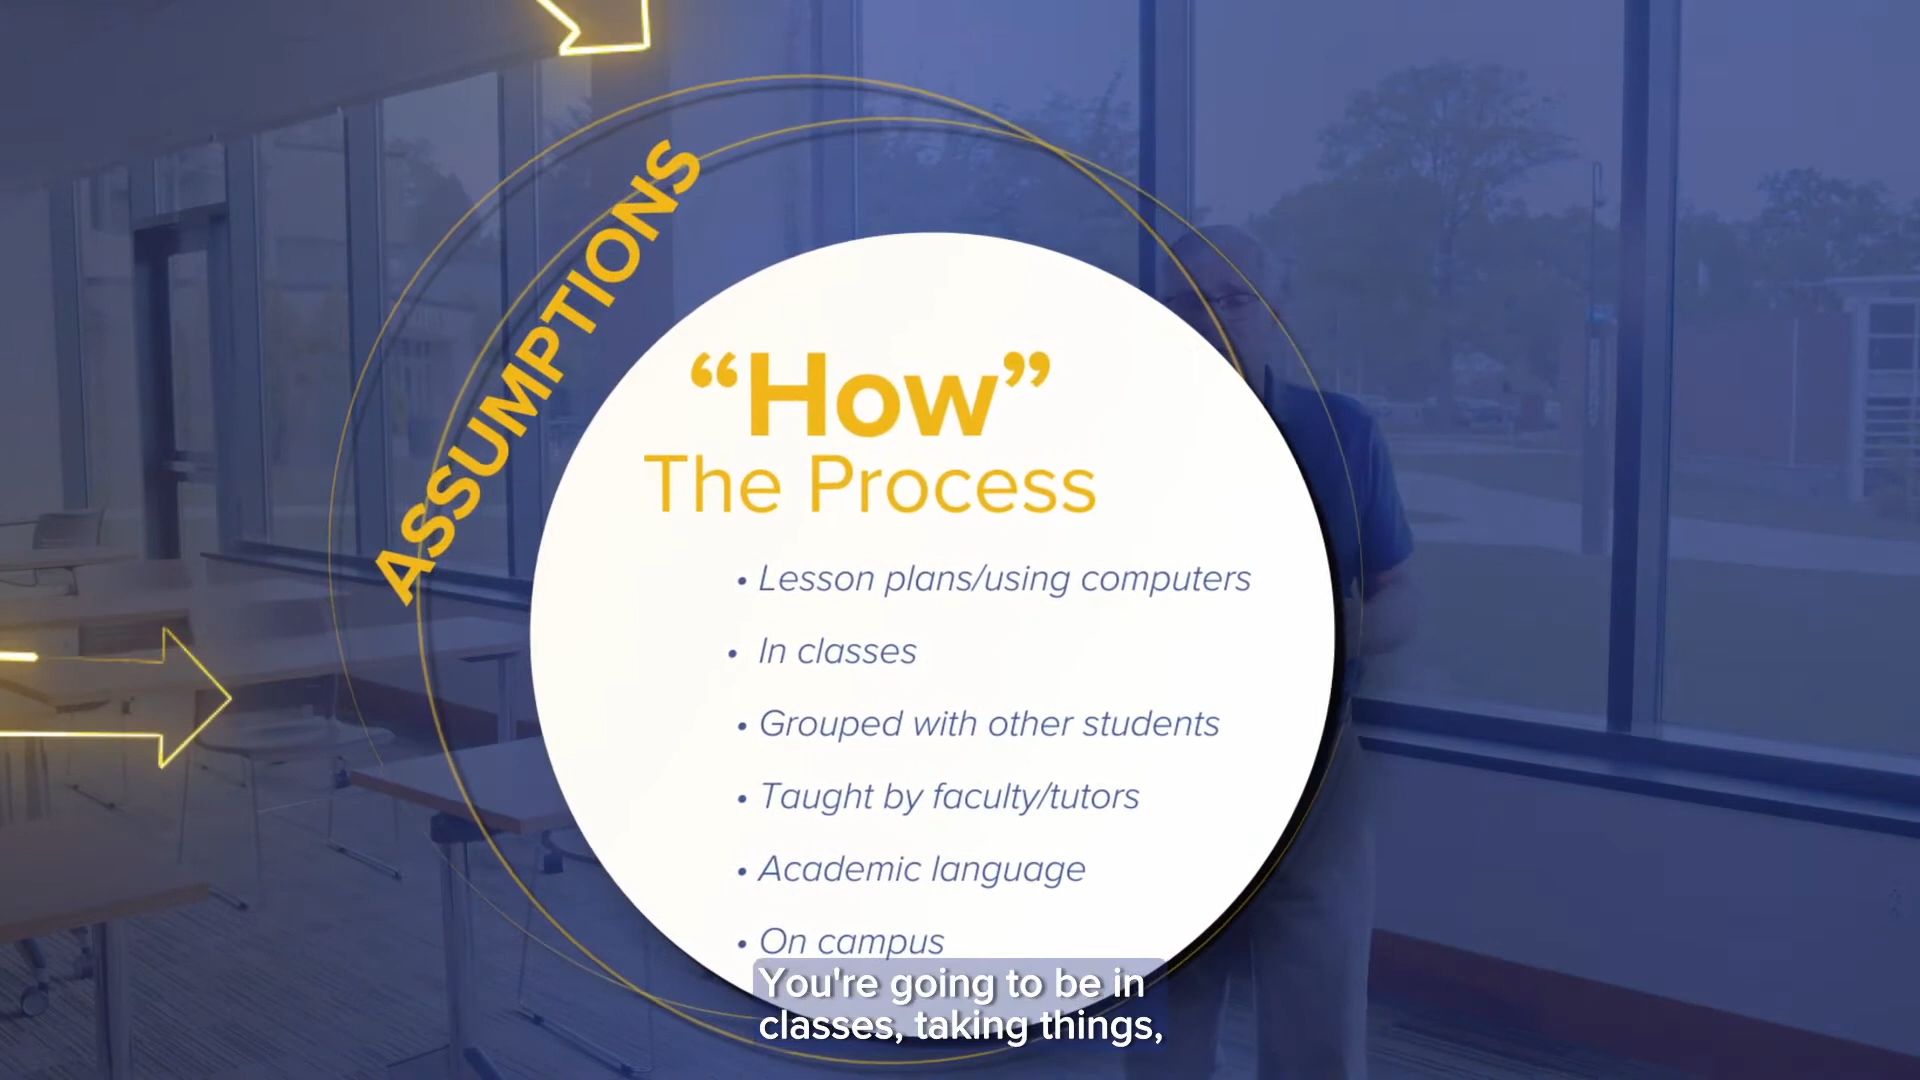 ASSUMPTIONS
“How”
The Process
• Lesson plans/using computers
• In classes
• Grouped with other students
• Taught by faculty/tutors
• Academic language
• On campus
You're going to be in
classes, taking things,